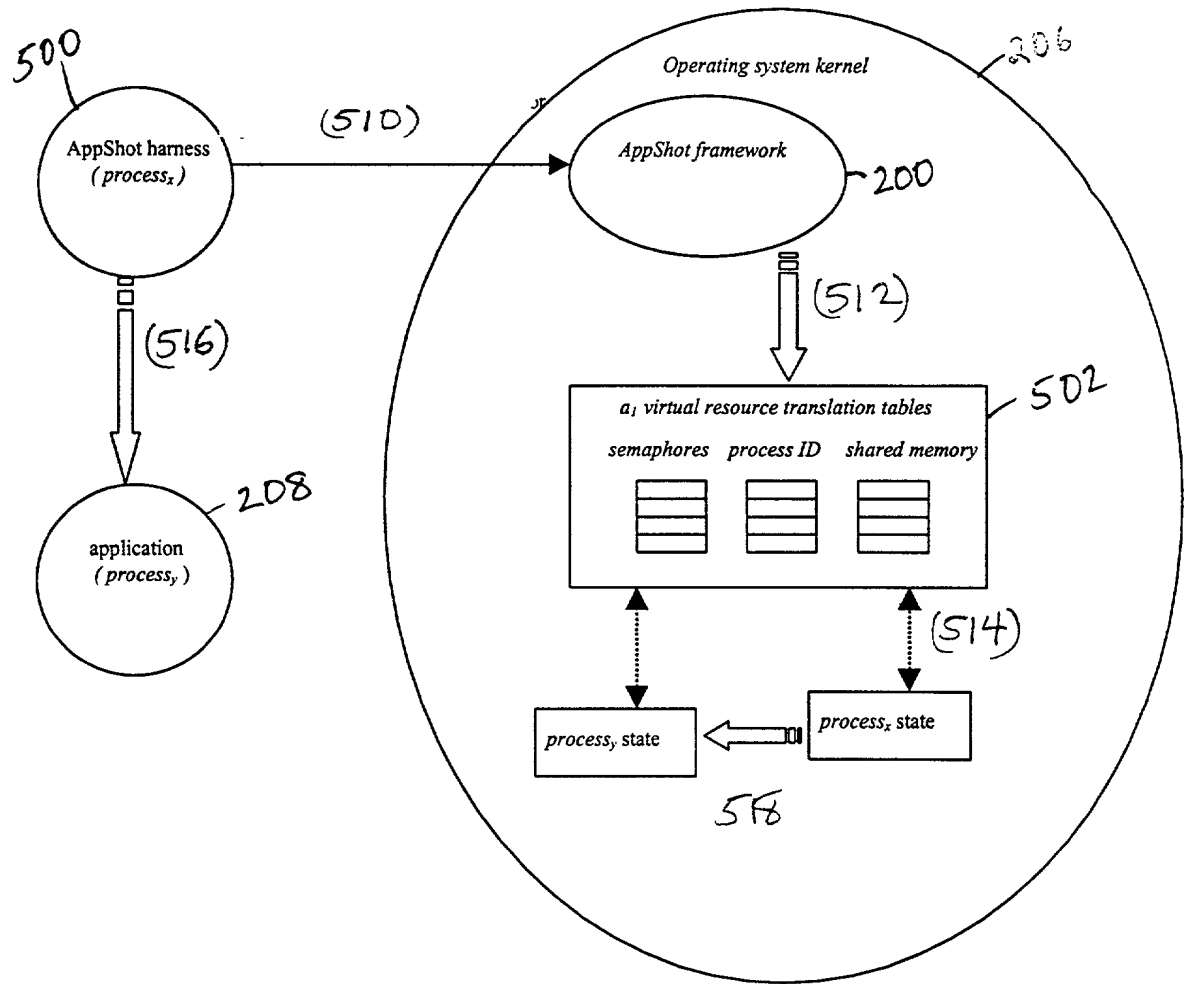 500
206
Operating system kernel
(510)
AppShot harness
(processₓ)
AppShot framework
200
(512)
(516)
502
a₁ virtual resource translation tables
semaphores process ID shared memory
208
application
(processᵧ)
(514)
processᵧ state
processₓ state
518